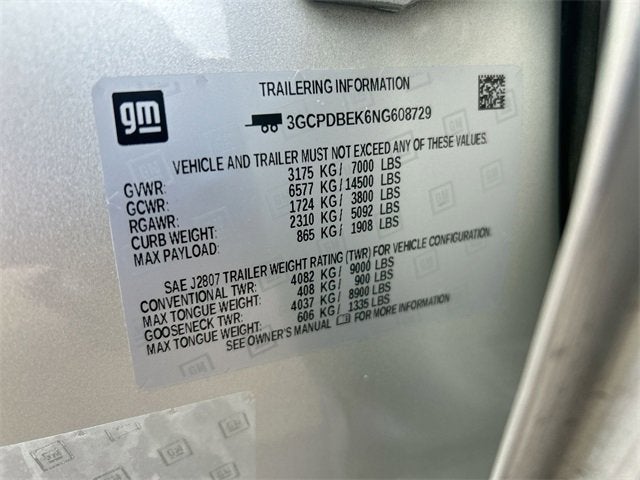 TRAILERING INFORMATION
gm
3GCPDBEK6NG608729
VEHICLE AND TRAILER MUST NOT EXCEED ANY OF THESE VALUES.
GVWR: 3175 KG / 7000 LBS
GCWR: 6577 KG / 14500 LBS
RGAWR: 1724 KG / 3800 LBS
CURB WEIGHT: 2310 KG / 5092 LBS
MAX PAYLOAD: 865 KG / 1908 LBS
SAE J2807 TRAILER WEIGHT RATING (TWR) FOR VEHICLE CONFIGURATION.
CONVENTIONAL TWR: 4082 KG / 9000 LBS
MAX TONGUE WEIGHT: 408 KG / 900 LBS
GOOSENECK TWR: 4037 KG / 8900 LBS
MAX TONGUE WEIGHT: 606 KG / 1335 LBS
SEE OWNER'S MANUAL FOR MORE INFORMATION